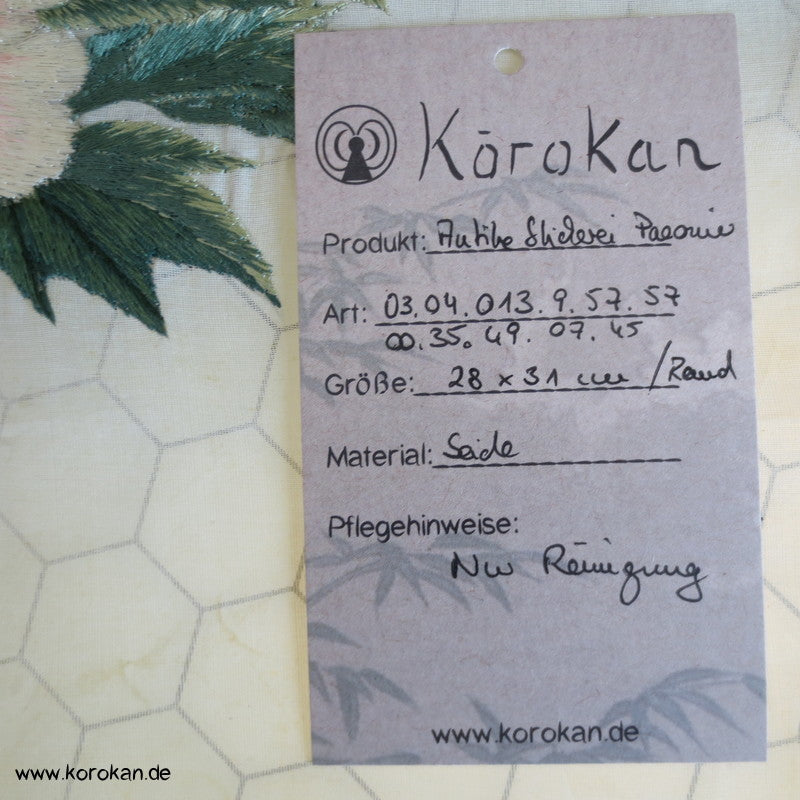 Kōrokan
Produkt: Antike Stickerei Paeonie
Art: 03.04.013.9.57.57
00.35.49.07.45
Größe: 28 x 31 cm / Rand
Material: Seide
Pflegehinweise:
Nur Reinigung
www.korokan.de
www.korokan.de